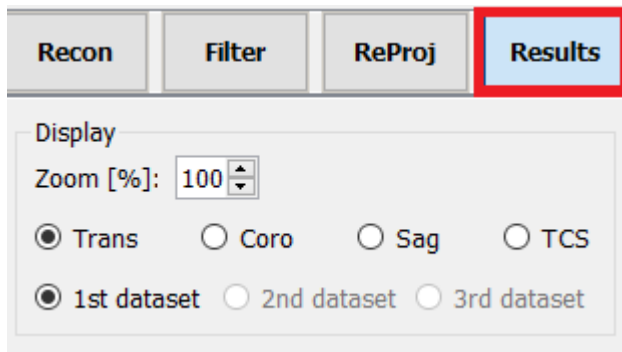 Recon Filter ReProj Results
Display
Zoom [%]: 100
Trans Coro Sag TCS
1st dataset 2nd dataset 3rd dataset